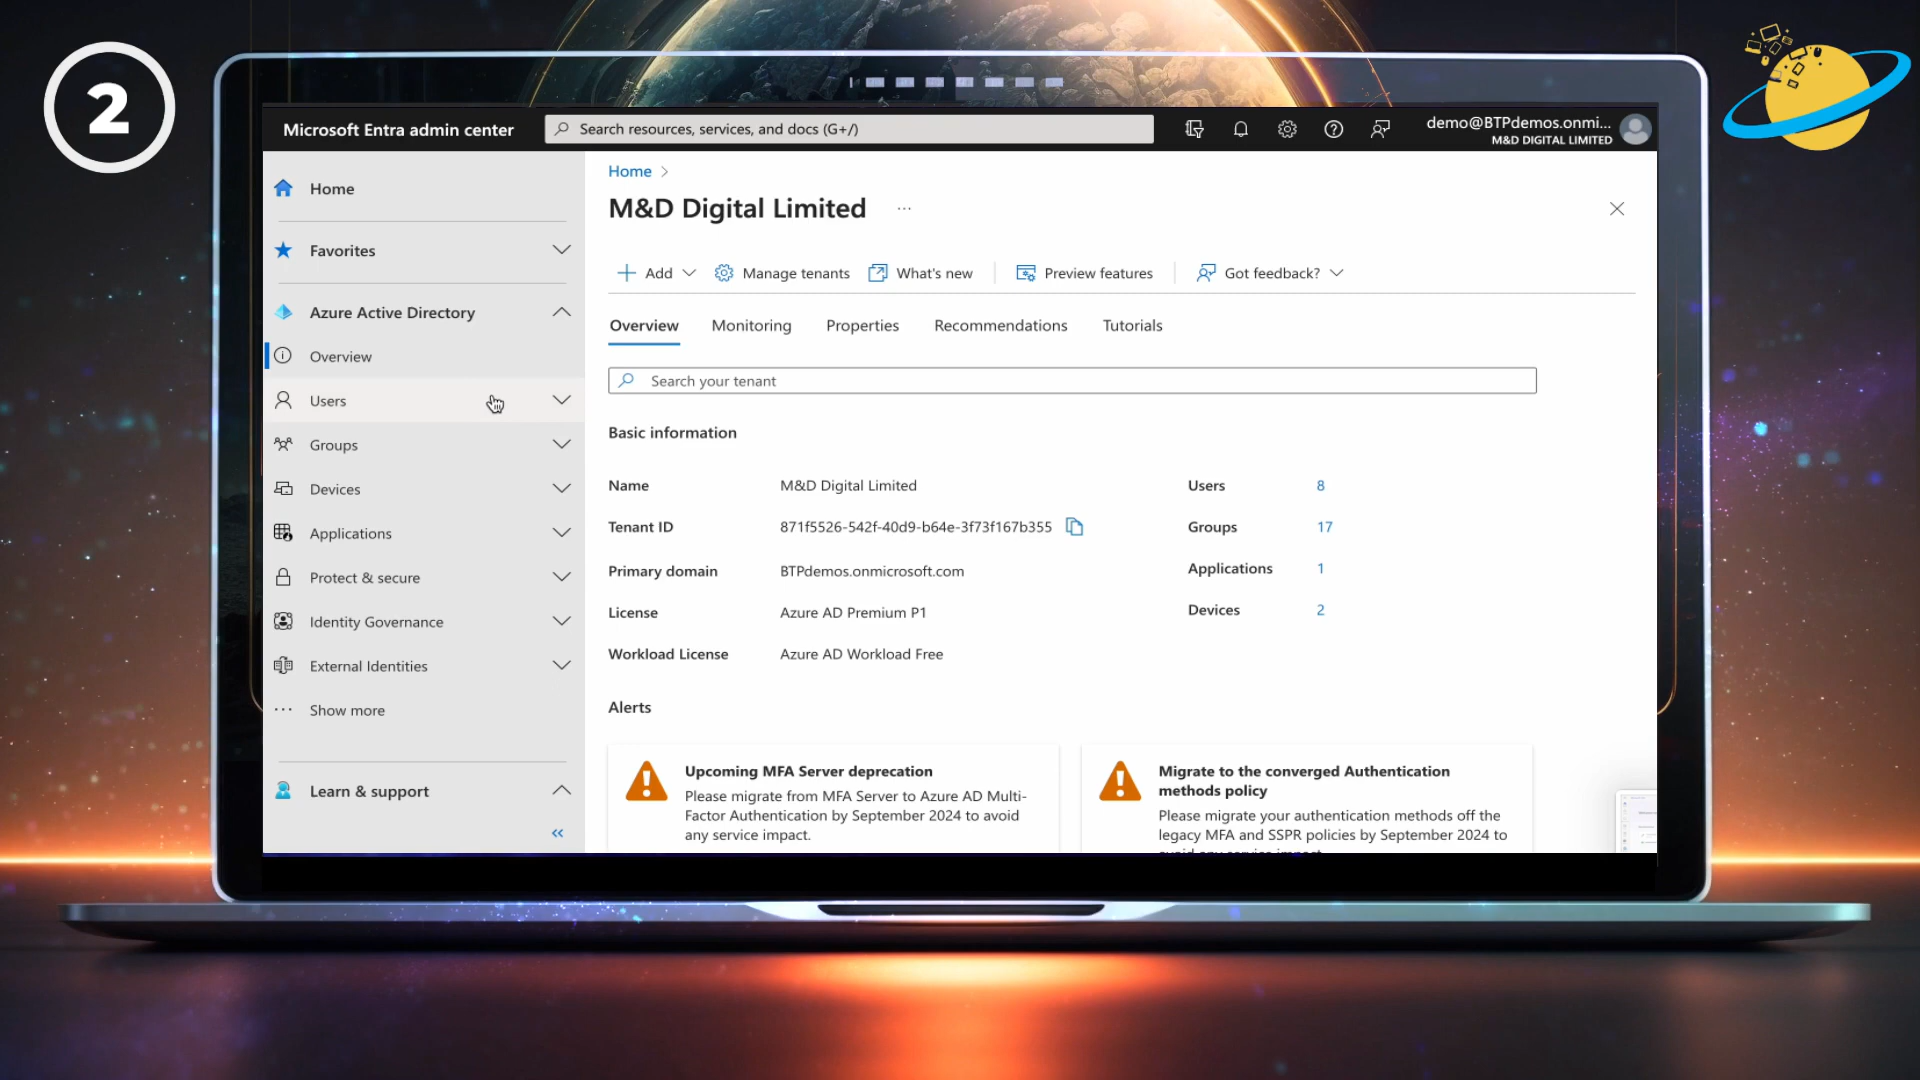 2
Microsoft Entra admin center
Search resources, services, and docs (G+/)
demo@BTPdemos.onmi...
M&D DIGITAL LIMITED
Home
Favorites
Azure Active Directory
Overview
Users
Groups
Devices
Applications
Protect & secure
Identity Governance
External Identities
Show more
Learn & support
Home
M&D Digital Limited
Add
Manage tenants
What's new
Preview features
Got feedback?
Overview
Monitoring
Properties
Recommendations
Tutorials
Search your tenant
Basic information
Name M&D Digital Limited
Tenant ID 871f5526-542f-40d9-b64e-3f73f167b355
Primary domain BTPdemos.onmicrosoft.com
License Azure AD Premium P1
Workload License Azure AD Workload Free
Users 8
Groups 17
Applications 1
Devices 2
Alerts
Upcoming MFA Server deprecation
Please migrate from MFA Server to Azure AD Multi-
Factor Authentication by September 2024 to avoid
any service impact.
Migrate to the converged Authentication
methods policy
Please migrate your authentication methods off the
legacy MFA and SSPR policies by September 2024 to
avoid any service impact.